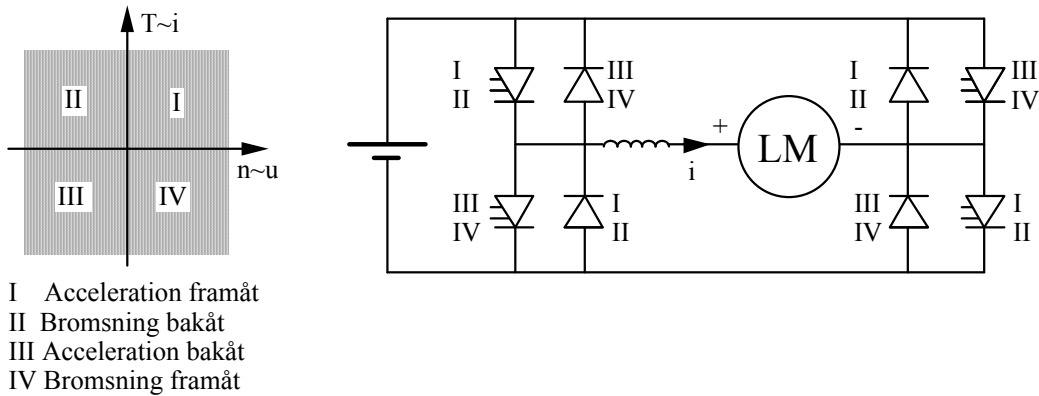 T~i
II
I
n~u
III
IV
I Acceleration framåt
II Bromsning bakåt
III Acceleration bakåt
IV Bromsning framåt
I
II
III
IV
I
II
III
IV
+
LM
-
i
III
IV
I
II
III
IV
I
II